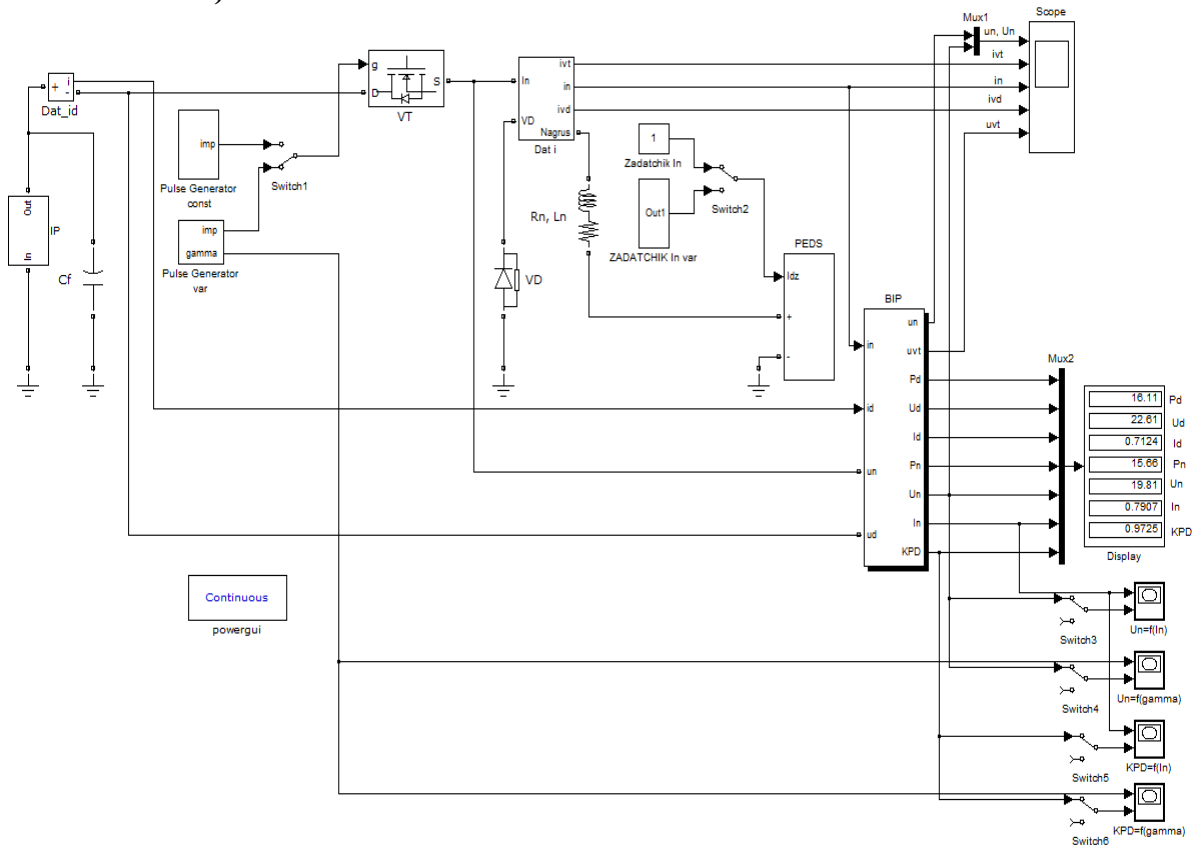 )
Mux1
Scope
un, Un
ivt
in
ivd
uvt
+
i
-
Dat_id
g
D
S
VT
In
VD
ivt
in
ivd
Nagrus
Dat i
imp
Pulse Generator
const
Switch1
imp
gamma
Pulse Generator
var
Out
In
IP
Cf
1
Zadatchik In
Out1
ZADATCHIK In var
Switch2
Rn, Ln
VD
PEDS
Idz
+
-
BIP
in
id
un
ud
un
uvt
Pd
Ud
Id
Pn
Un
In
KPD
Mux2
16.11 Pd
22.61 Ud
0.7124 Id
15.66 Pn
19.81 Un
0.7907 In
0.9725 KPD
Display
Continuous
powergui
Switch3
Un=f(In)
Switch4
Un=f(gamma)
Switch5
KPD=f(In)
Switch6
KPD=f(gamma)